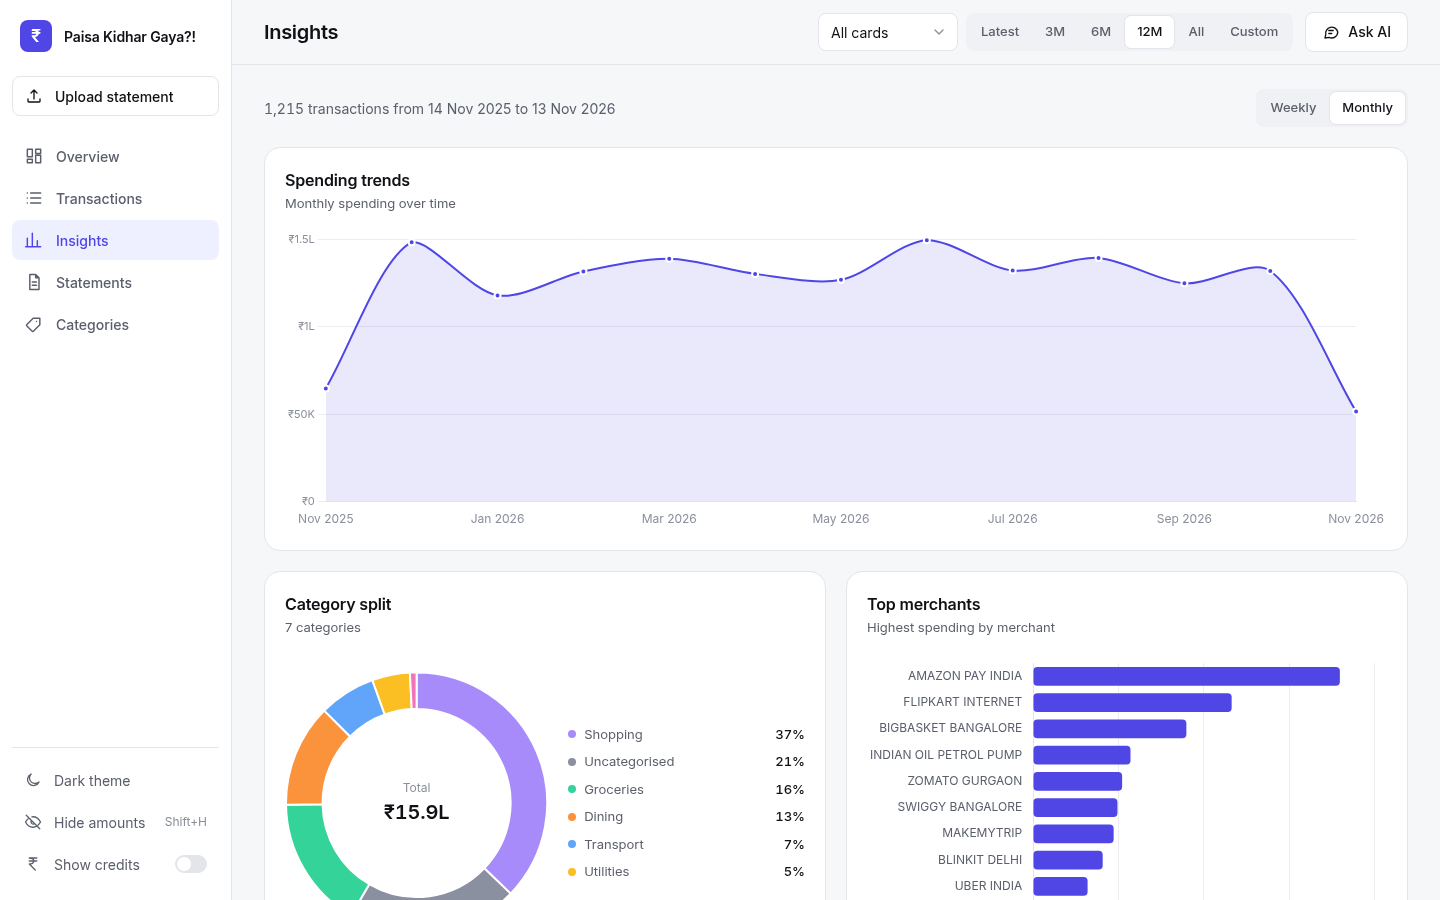 ₹
Paisa Kidhar Gaya?!
Upload statement
Overview
Transactions
Insights
Statements
Categories
Dark theme
Hide amounts Shift+H
₹ Show credits
Insights
All cards
Latest 3M 6M 12M All Custom
Ask AI
1,215 transactions from 14 Nov 2025 to 13 Nov 2026
Weekly Monthly
Spending trends
Monthly spending over time
₹1.5L
₹1L
₹50K
₹0
Nov 2025 Jan 2026 Mar 2026 May 2026 Jul 2026 Sep 2026 Nov 2026
Category split
7 categories
Total
₹15.9L
Shopping 37%
Uncategorised 21%
Groceries 16%
Dining 13%
Transport 7%
Utilities 5%
Top merchants
Highest spending by merchant
AMAZON PAY INDIA
FLIPKART INTERNET
BIGBASKET BANGALORE
INDIAN OIL PETROL PUMP
ZOMATO GURGAON
SWIGGY BANGALORE
MAKEMYTRIP
BLINKIT DELHI
UBER INDIA